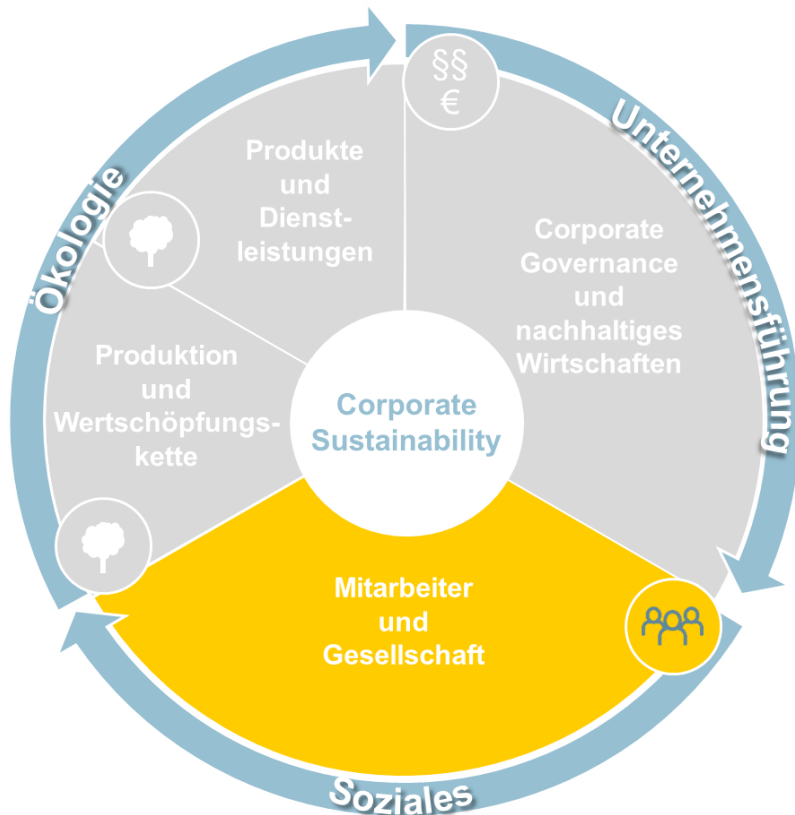 §§
€
Unternehmensführung
Corporate
Governance
und
nachhaltiges
Wirtschaften
Produkte
und
Dienst-
leistungen
Ökologie
Produktion
und
Wertschöpfungs-
kette
Corporate
Sustainability
Mitarbeiter
und
Gesellschaft
Soziales